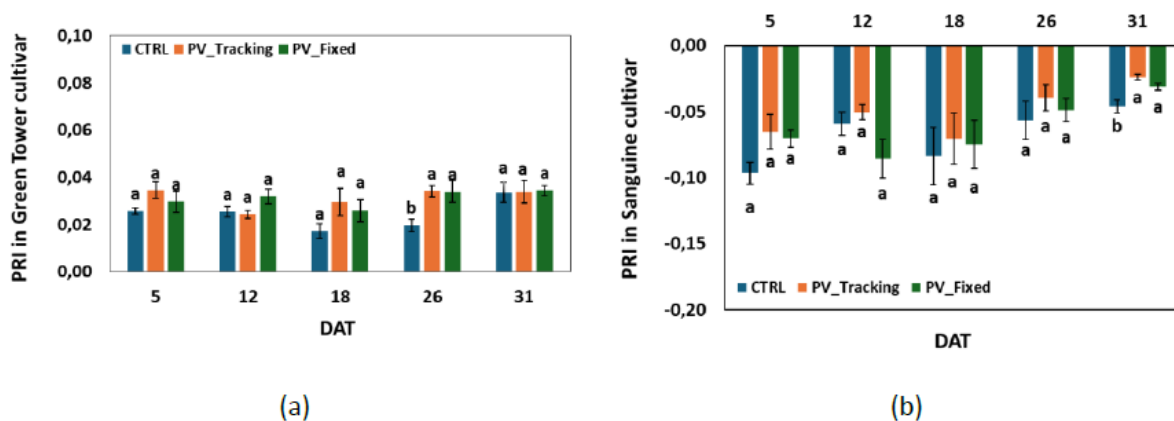 PRI in Green Tower cultivar
0,10
0,08
0,06
0,04
0,02
0,00
CTRL PV_Tracking PV_Fixed
a a a
a a a
a a a
b a a
a a a
5 12 18 26 31
DAT
(a)
PRI in Sanguine cultivar
5 12 18 26 31
0,00
-0,05
-0,10
-0,15
-0,20
a a a
a a a
a a a
a a a
b a a
CTRL PV_Tracking PV_Fixed
DAT
(b)